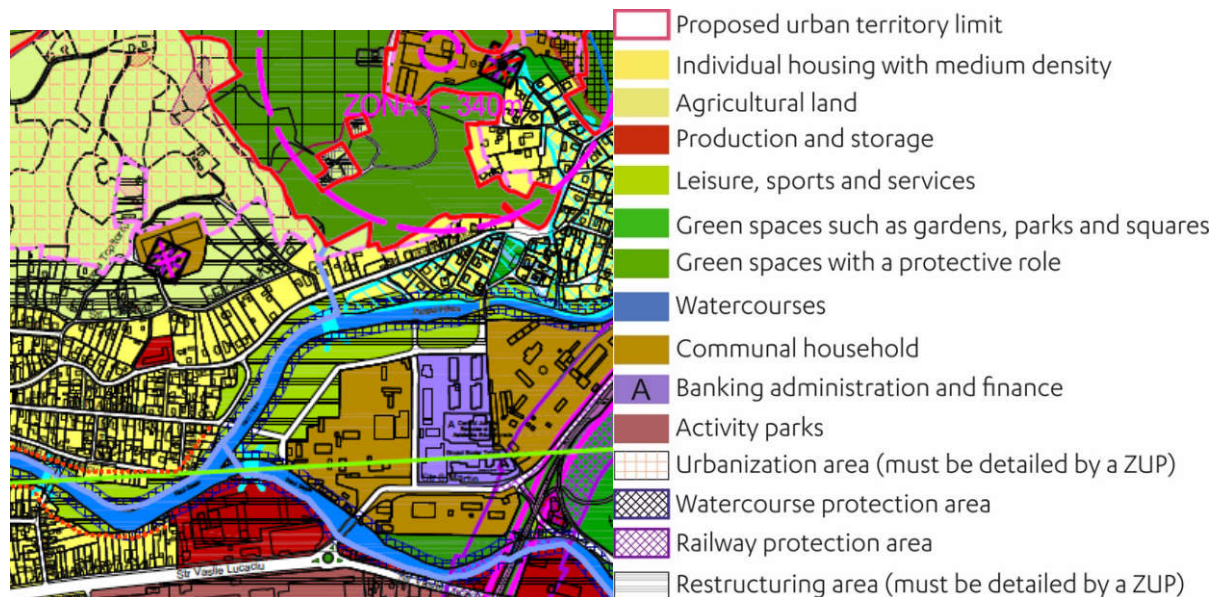 ZONA I - 340m
A
Str Vasile Lucaciu
Proposed urban territory limit
Individual housing with medium density
Agricultural land
Production and storage
Leisure, sports and services
Green spaces such as gardens, parks and squares
Green spaces with a protective role
Watercourses
Communal household
A Banking administration and finance
Activity parks
Urbanization area (must be detailed by a ZUP)
Watercourse protection area
Railway protection area
Restructuring area (must be detailed by a ZUP)